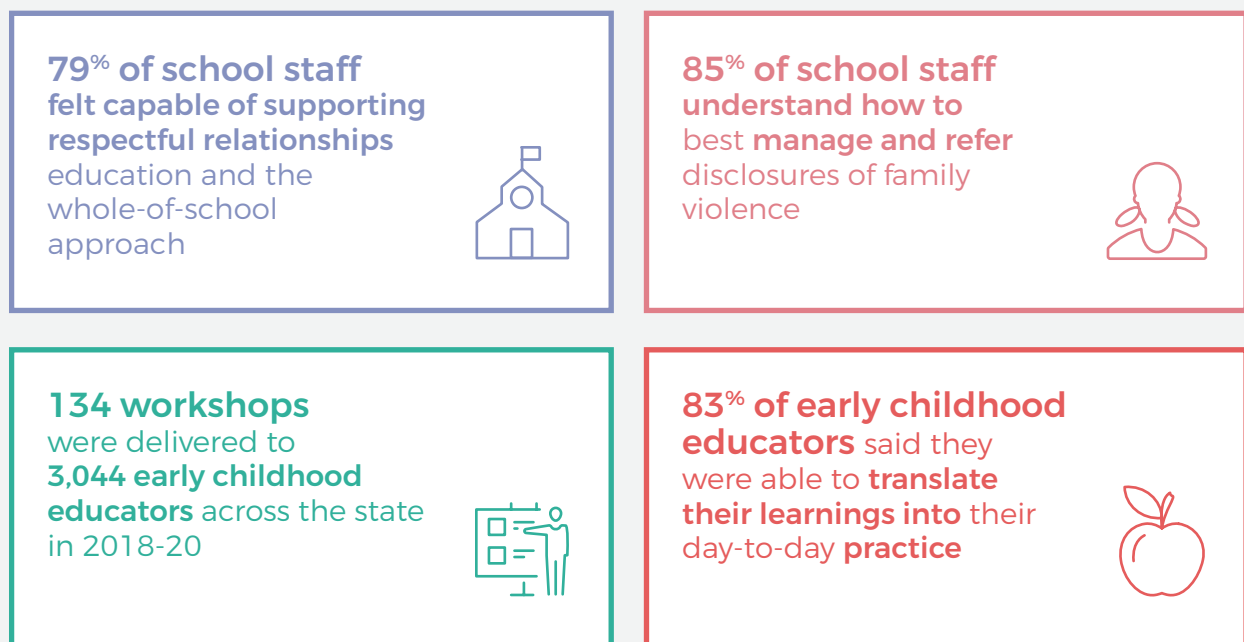 79% of school staff
felt capable of supporting
respectful relationships
education and the
whole-of-school
approach
85% of school staff
understand how to
best manage and refer
disclosures of family
violence
134 workshops
were delivered to
3,044 early childhood
educators across the state
in 2018-20
83% of early childhood
educators said they
were able to translate
their learnings into their
day-to-day practice